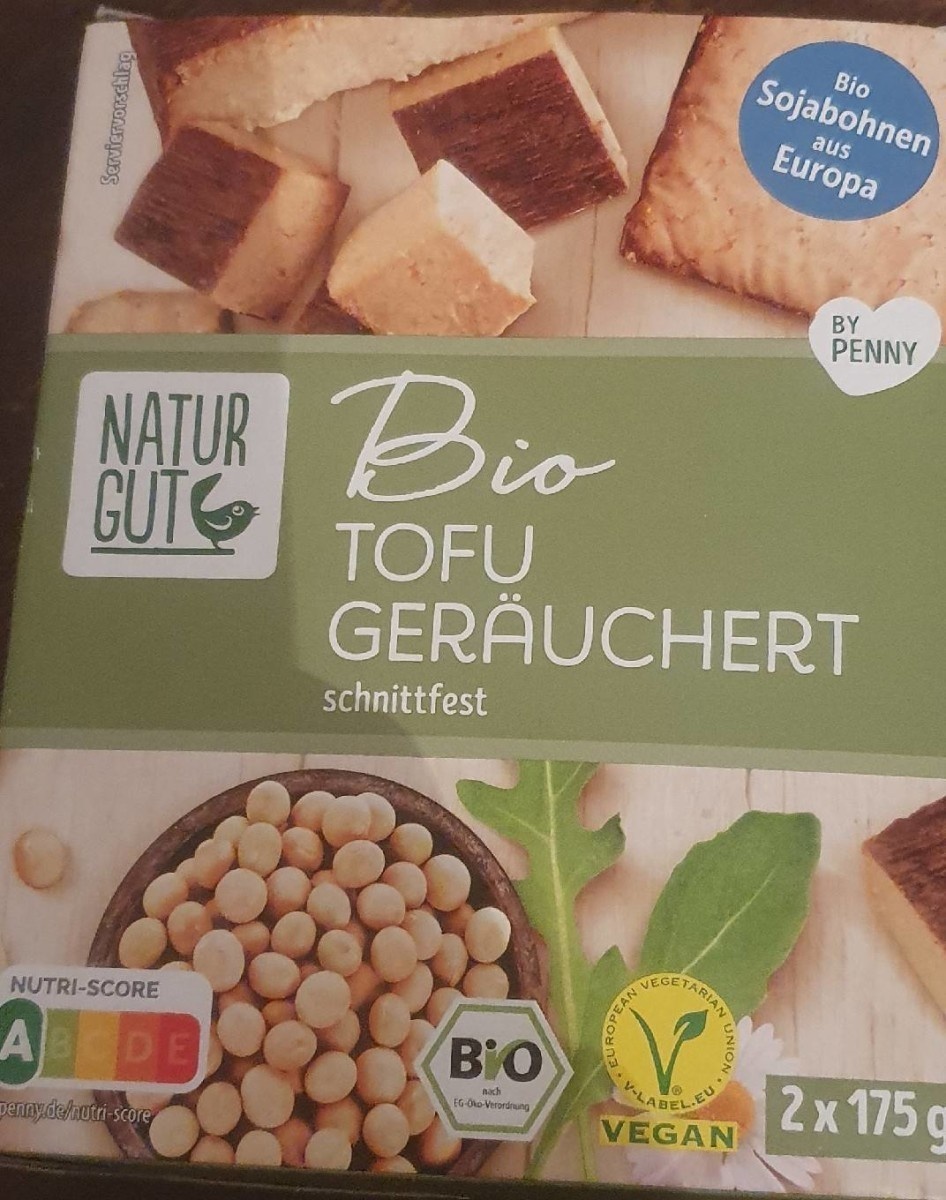 Serviervorschlag
Bio
Sojabohnen
aus
Europa
BY
PENNY
NATUR
GUT
Bio
TOFU
GERÄUCHERT
schnittfest
NUTRI-SCORE
A B C D E
penny.de/nutri-score
BiO
nach
EG-Öko-Verordnung
EUROPEAN VEGETARIAN UNION
V-LABEL.EU
®
VEGAN
2 x 175 g